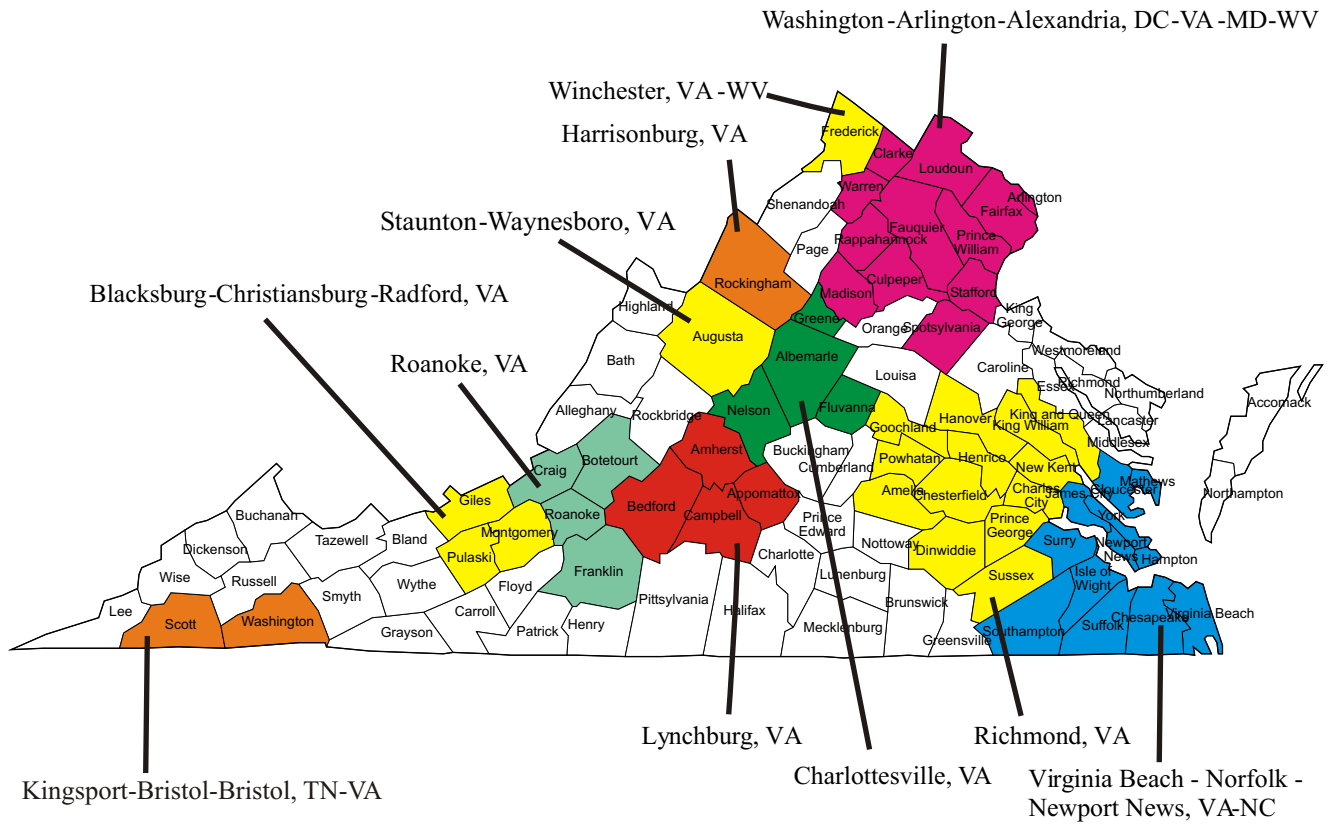 Washington-Arlington-Alexandria, DC-VA-MD-WV
Winchester, VA-WV
Harrisonburg, VA
Staunton-Waynesboro, VA
Blacksburg-Christiansburg-Radford, VA
Roanoke, VA
Frederick
Clarke
Loudoun
Warren
Arlington
Fairfax
Shenandoah
Fauquier
Rappahannock
Prince
William
Page
Culpeper
Rockingham
Madison
Stafford
Highland
Greene
King
George
Orange
Spotsylvania
Augusta
Westmoreland
Albemarle
Bath
Caroline
Louisa
Essex
Richmond
Northumberland
Accomack
Alleghany
Rockbridge
Nelson
Fluvanna
Hanover
King and Queen
King William
Lancaster
Goochland
Middlesex
Amherst
Buckingham
Cumberland
Powhatan
Henrico
New Kent
Botetourt
Craig
Mathews
Gloucester
Northampton
Appomattox
Amelia
Chesterfield
Charles
City
James City
Giles
Bedford
Campbell
Roanoke
York
Buchanan
Prince
Edward
Prince
George
Montgomery
Tazewell
Bland
Nottoway
Surry
Newport
News
Hampton
Dickenson
Pulaski
Charlotte
Dinwiddie
Wise
Russell
Wythe
Floyd
Franklin
Lunenburg
Sussex
Isle of
Wight
Smyth
Pittsylvania
Brunswick
Lee
Scott
Washington
Carroll
Halifax
Henry
Patrick
Grayson
Mecklenburg
Greensville
Southampton
Suffolk
Chesapeake
Virginia Beach
Lynchburg, VA
Richmond, VA
Charlottesville, VA
Kingsport-Bristol-Bristol, TN-VA
Virginia Beach - Norfolk -
Newport News, VA-NC